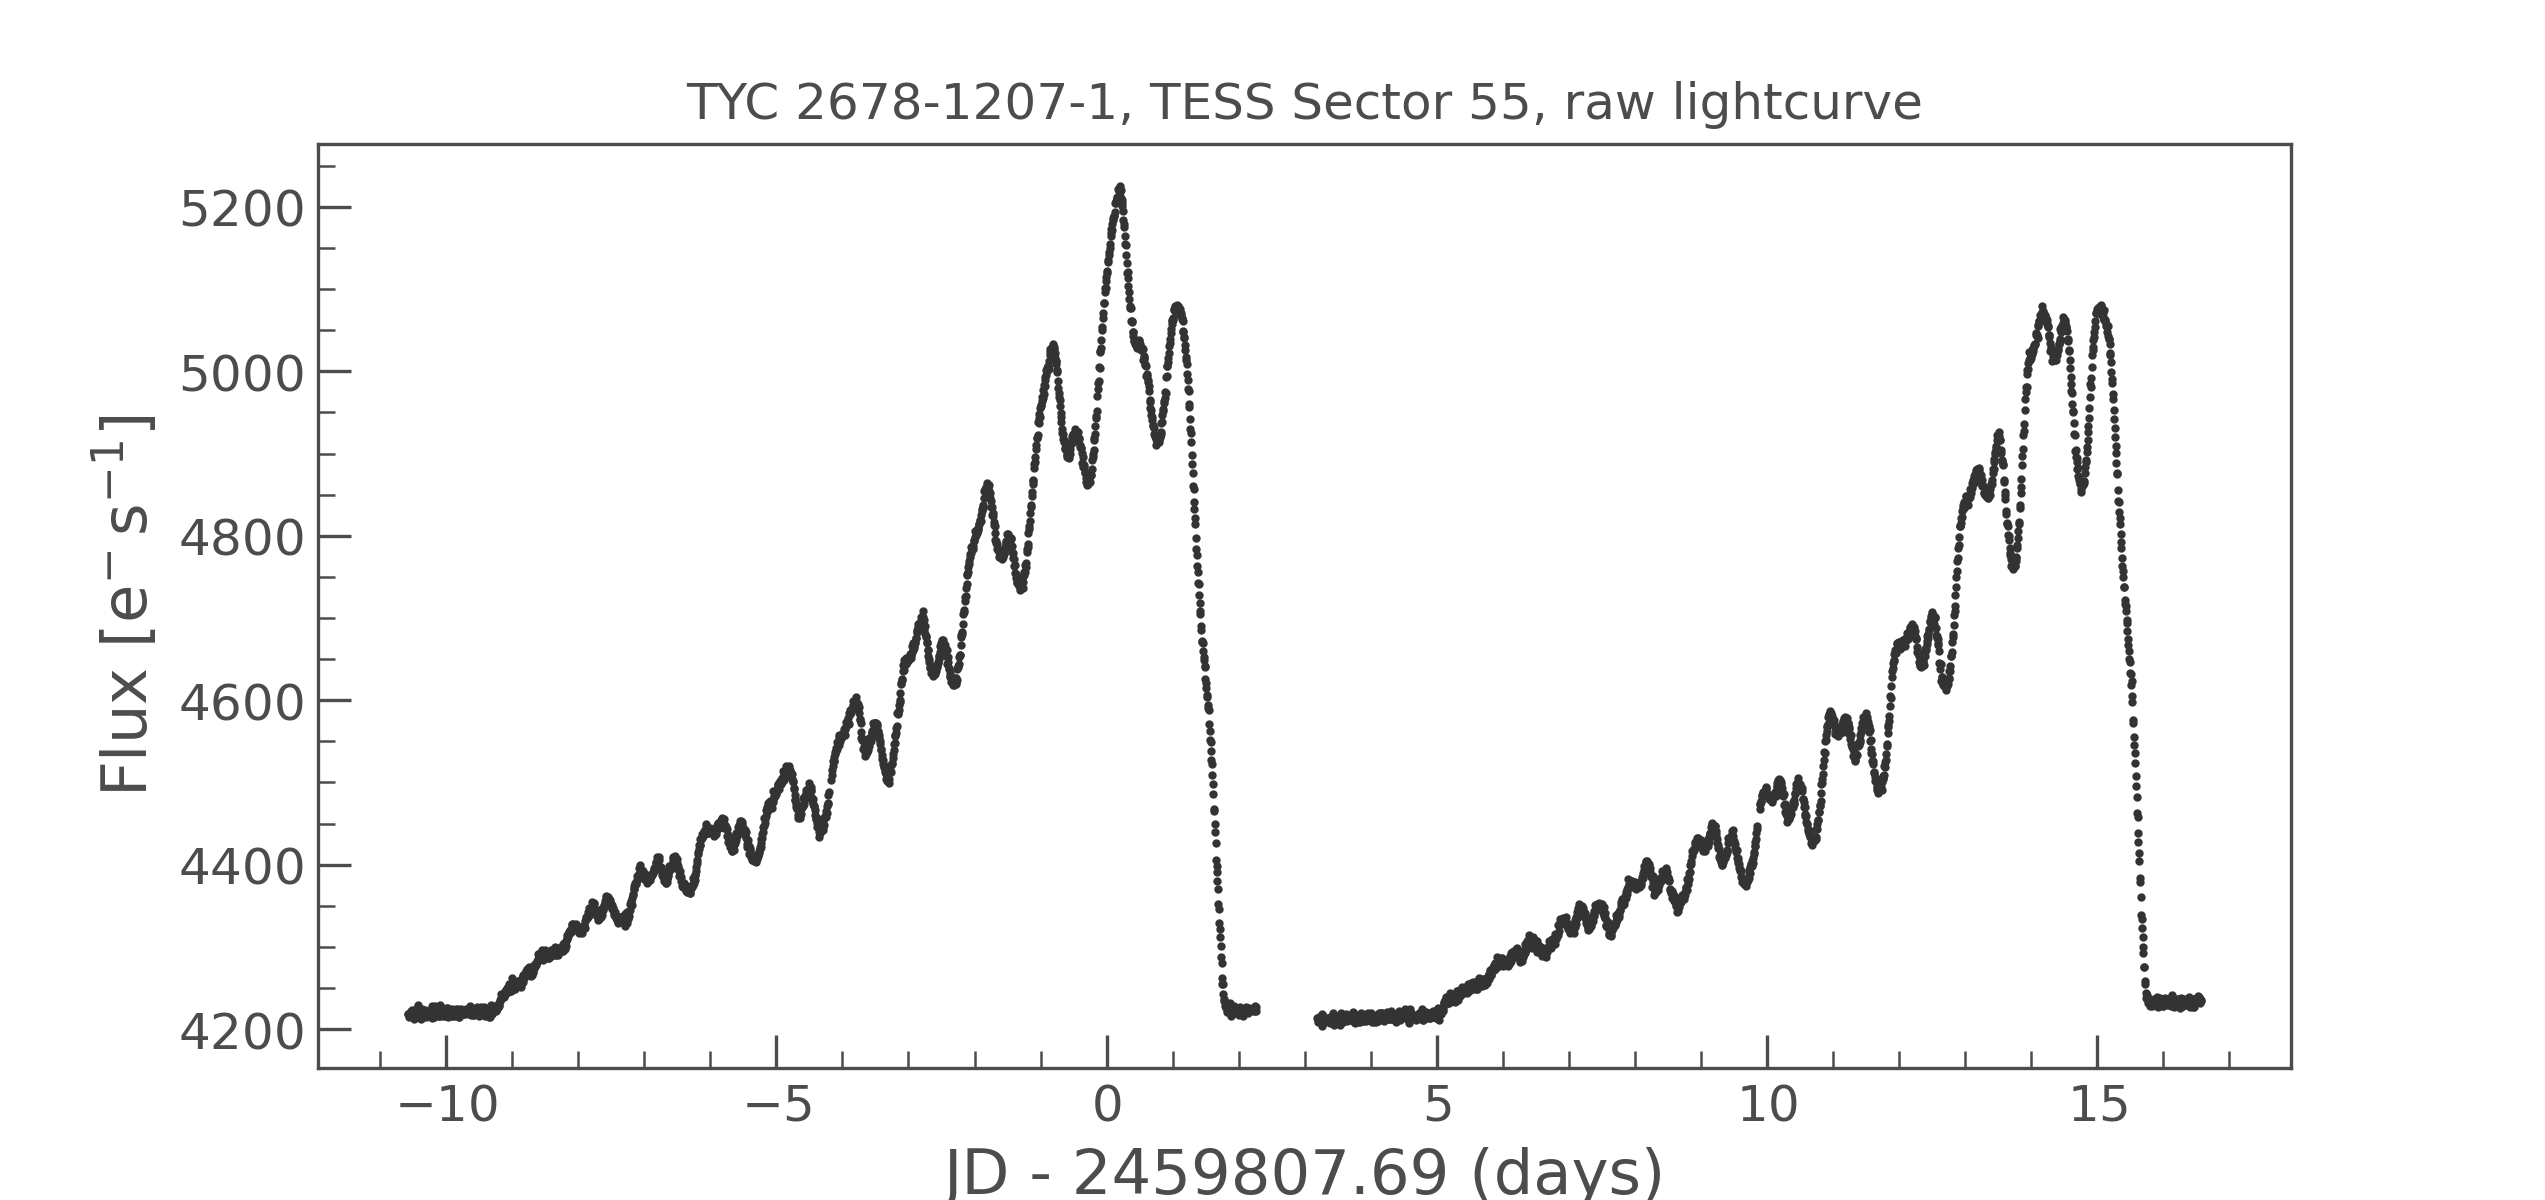 TYC 2678-1207-1, TESS Sector 55, raw lightcurve
Flux [e⁻ s⁻¹]
5200
5000
4800
4600
4400
4200
−10 −5 0 5 10 15
JD - 2459807.69 (days)